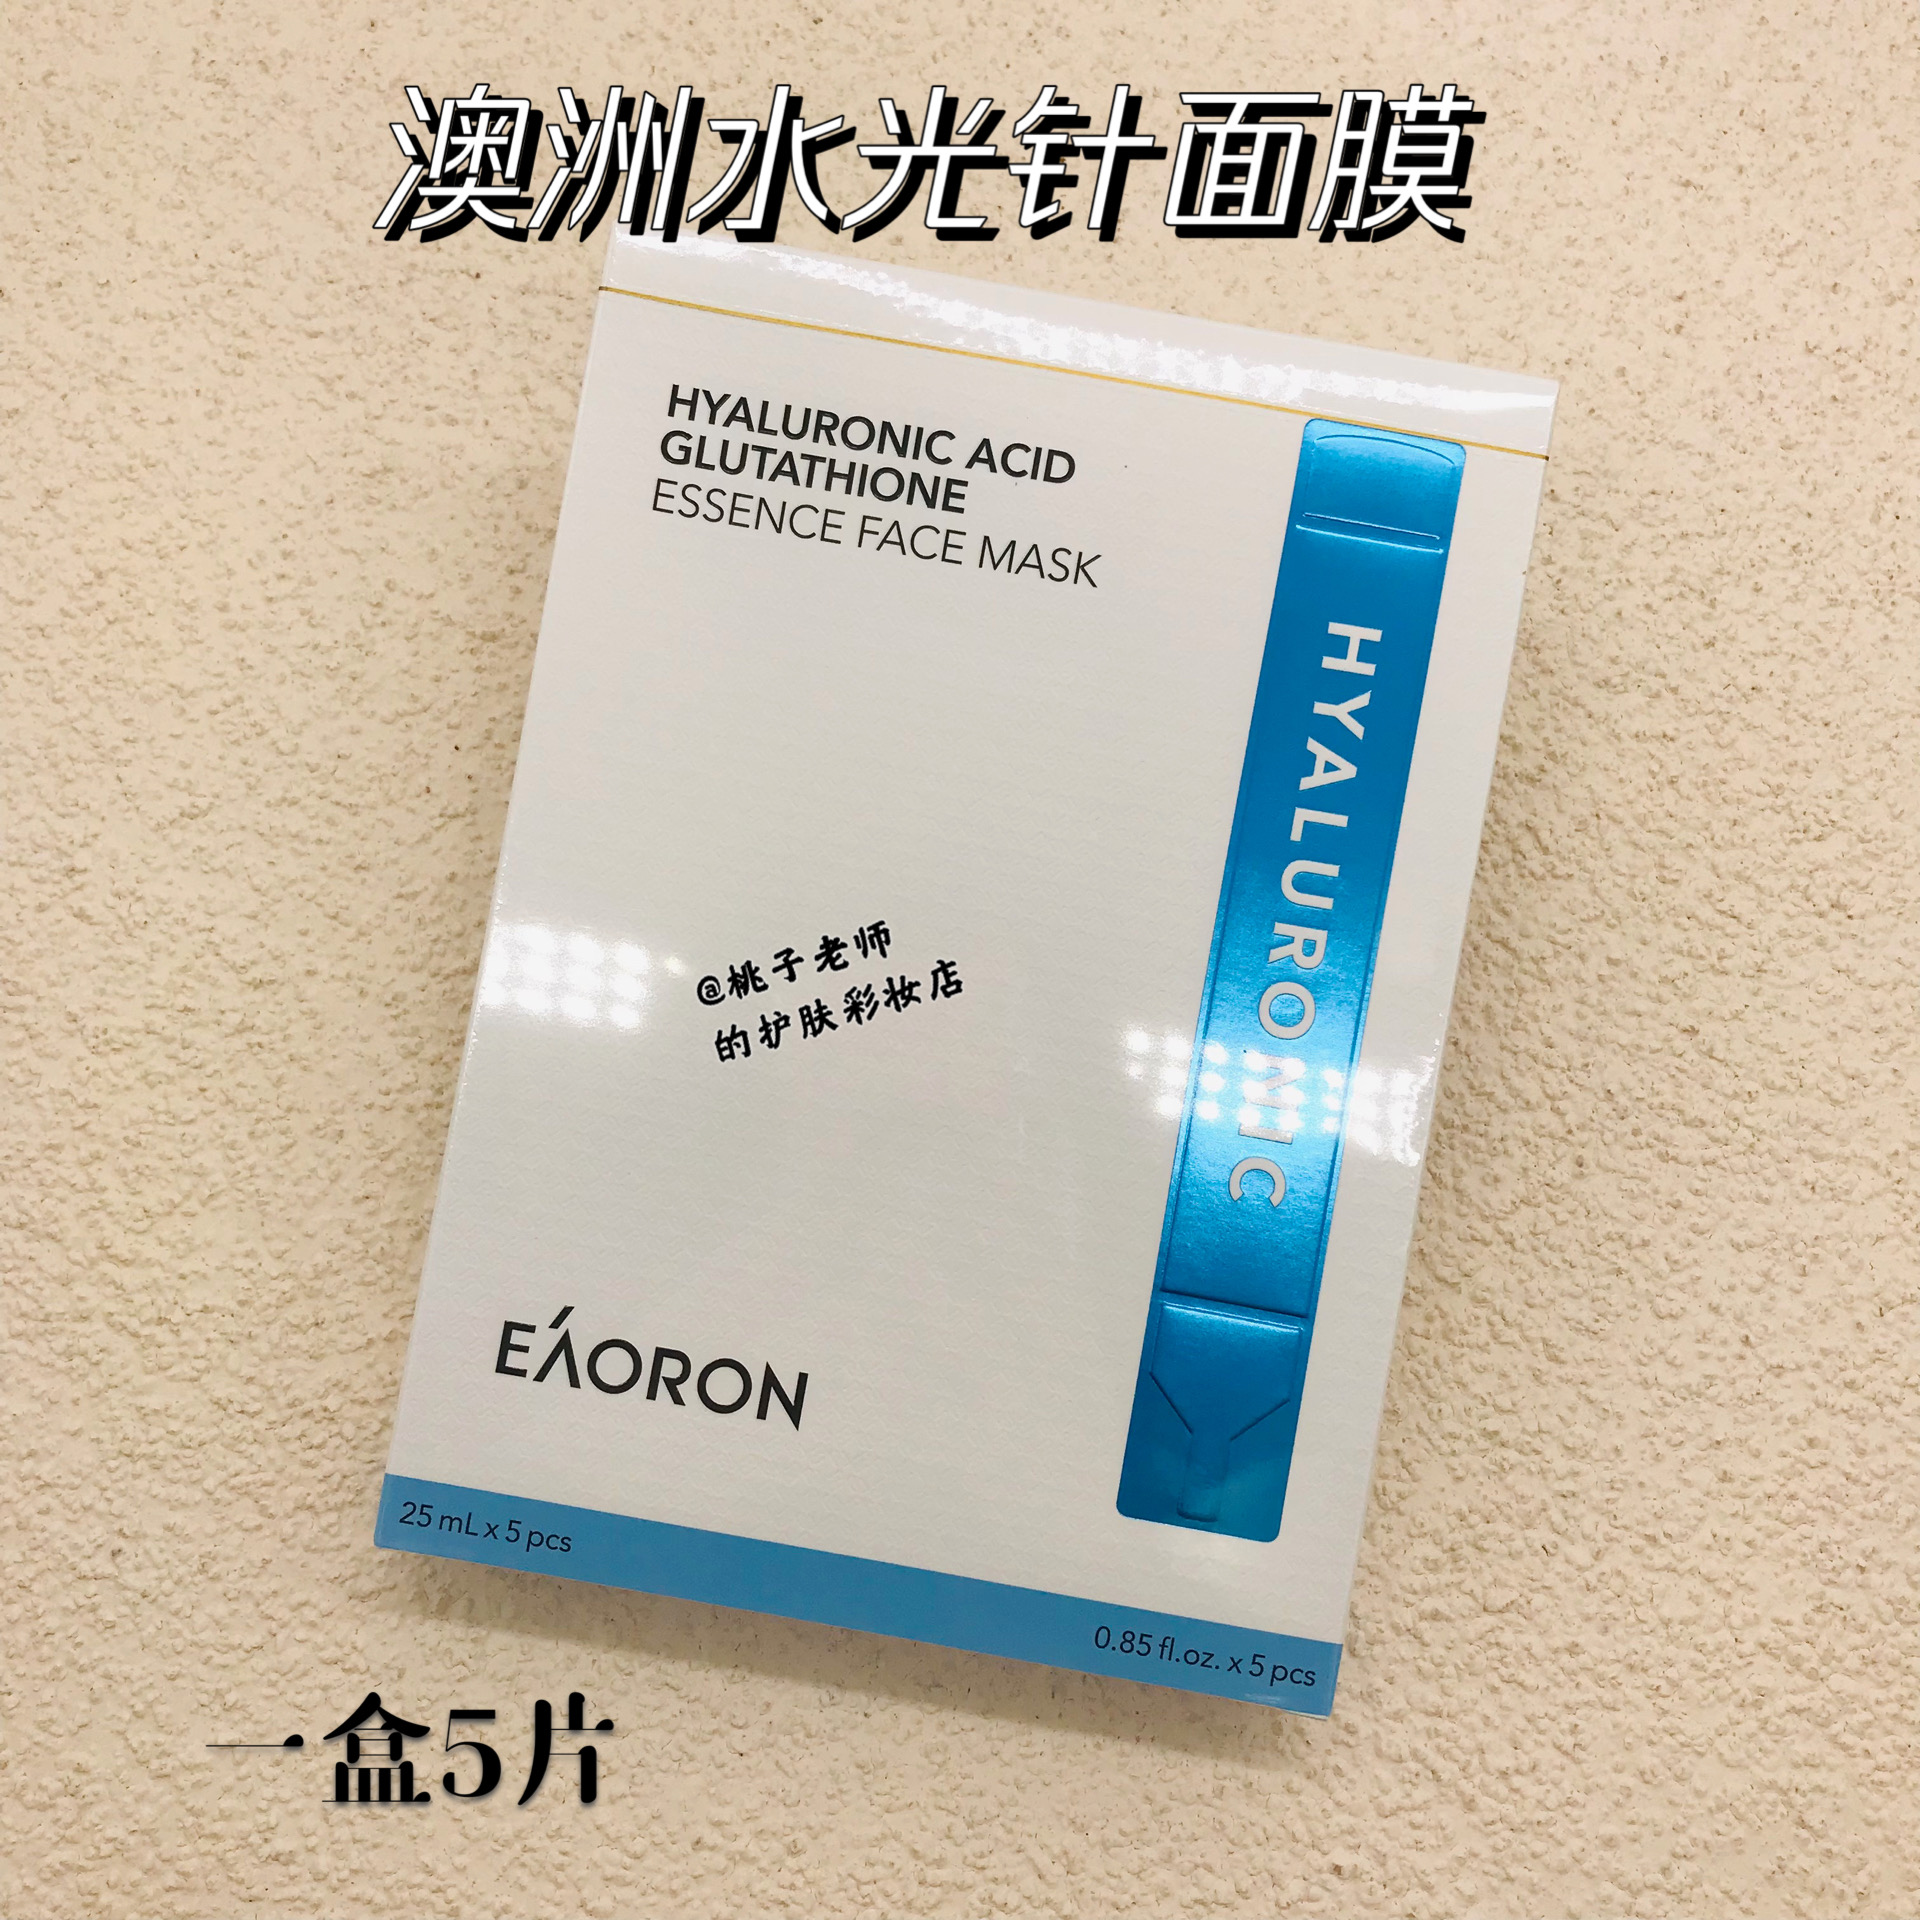 澳洲水光针面膜
HYALURONIC ACID
GLUTATHIONE
ESSENCE FACE MASK
HYALURONIC
@桃子老师
的护肤彩妆店
EÁORON
25 mL x 5 pcs
0.85 fl.oz. x 5 pcs
一盒5片